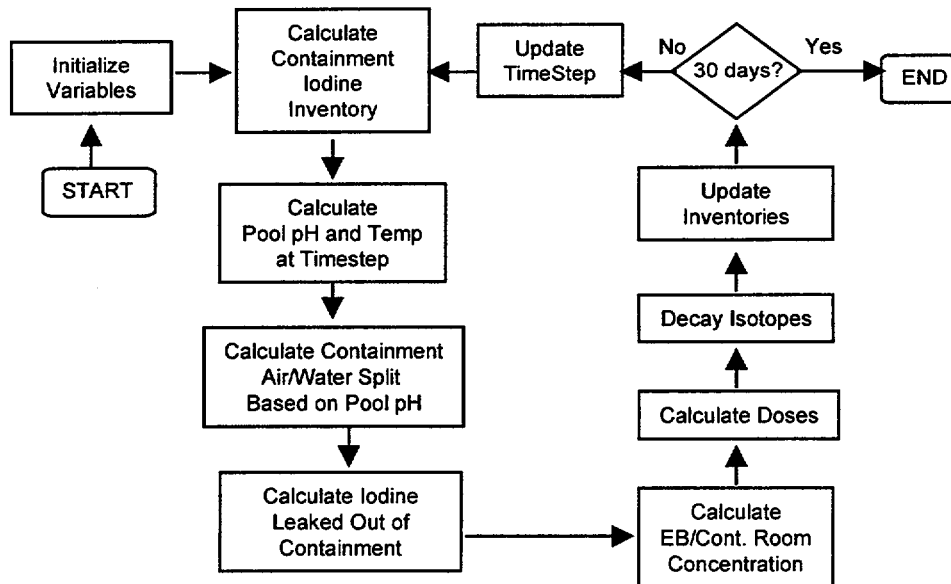 START
Initialize
Variables
Calculate
Containment
Iodine
Inventory
Calculate
Pool pH and Temp
at Timestep
Calculate Containment
Air/Water Split
Based on Pool pH
Calculate Iodine
Leaked Out of
Containment
Calculate
EB/Cont. Room
Concentration
Calculate Doses
Decay Isotopes
Update
Inventories
30 days?
No
Yes
Update
TimeStep
END